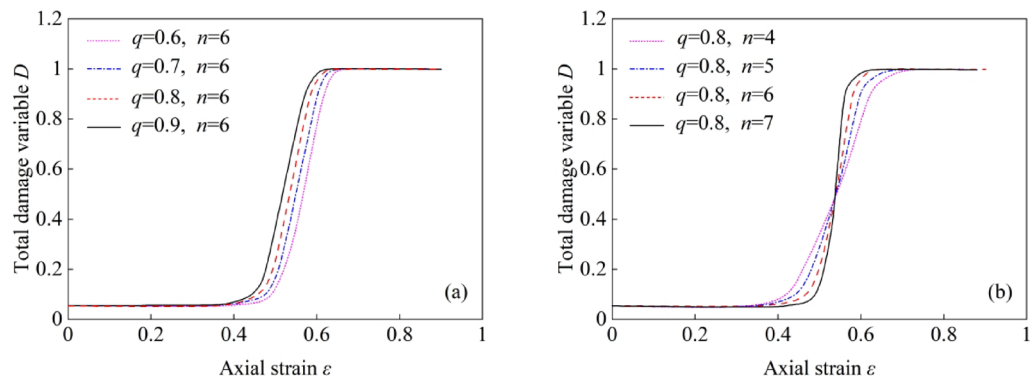 1.2
1
0.8
0.6
0.4
0.2
0
Total damage variable D
q=0.6, n=6
q=0.7, n=6
q=0.8, n=6
q=0.9, n=6
(a)
0 0.2 0.4 0.6 0.8 1
Axial strain ε
1.2
1
0.8
0.6
0.4
0.2
0
Total damage variable D
q=0.8, n=4
q=0.8, n=5
q=0.8, n=6
q=0.8, n=7
(b)
0 0.2 0.4 0.6 0.8 1
Axial strain ε